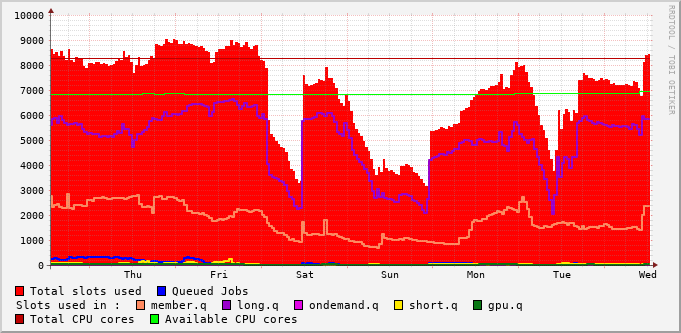 10000
9000
8000
7000
6000
5000
4000
3000
2000
1000
0
Thu Fri Sat Sun Mon Tue Wed
RRDTOOL / TOBI OETIKER
Total slots used Queued Jobs
Slots used in : member.q long.q ondemand.q short.q gpu.q
Total CPU cores Available CPU cores